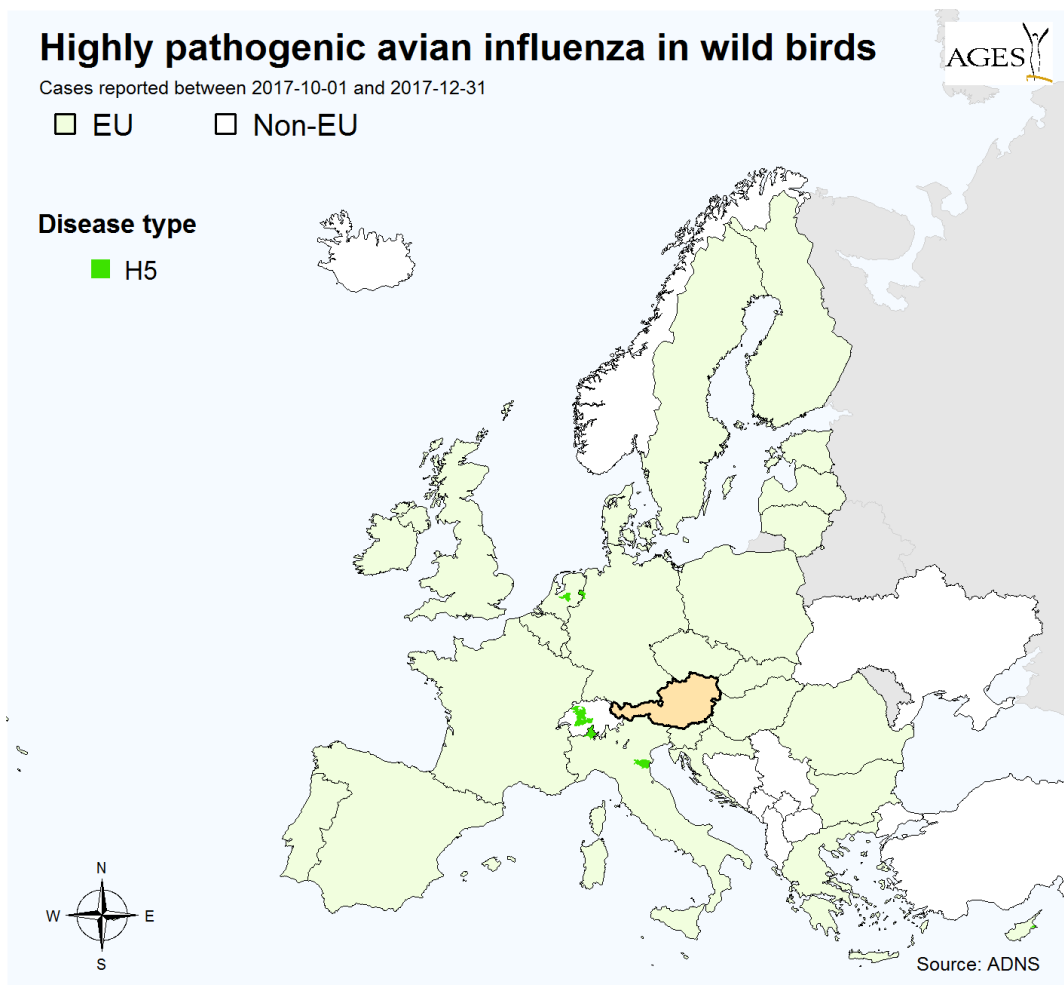 Highly pathogenic avian influenza in wild birds
AGES
Cases reported between 2017-10-01 and 2017-12-31
EU
Non-EU
Disease type
H5
N
W
E
S
Source: ADNS